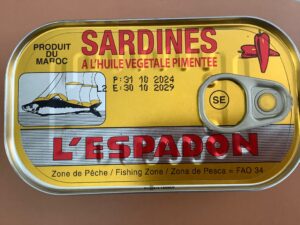 PRODUIT
DU
MAROC
SARDINES
A L'HUILE VEGETALE PIMENTEE
P:31 10 2024
L2 E:30 10 2029
SE
L'ESPADON
Zone de Pêche / Fishing Zone / Zona de Pesca = FAO 34